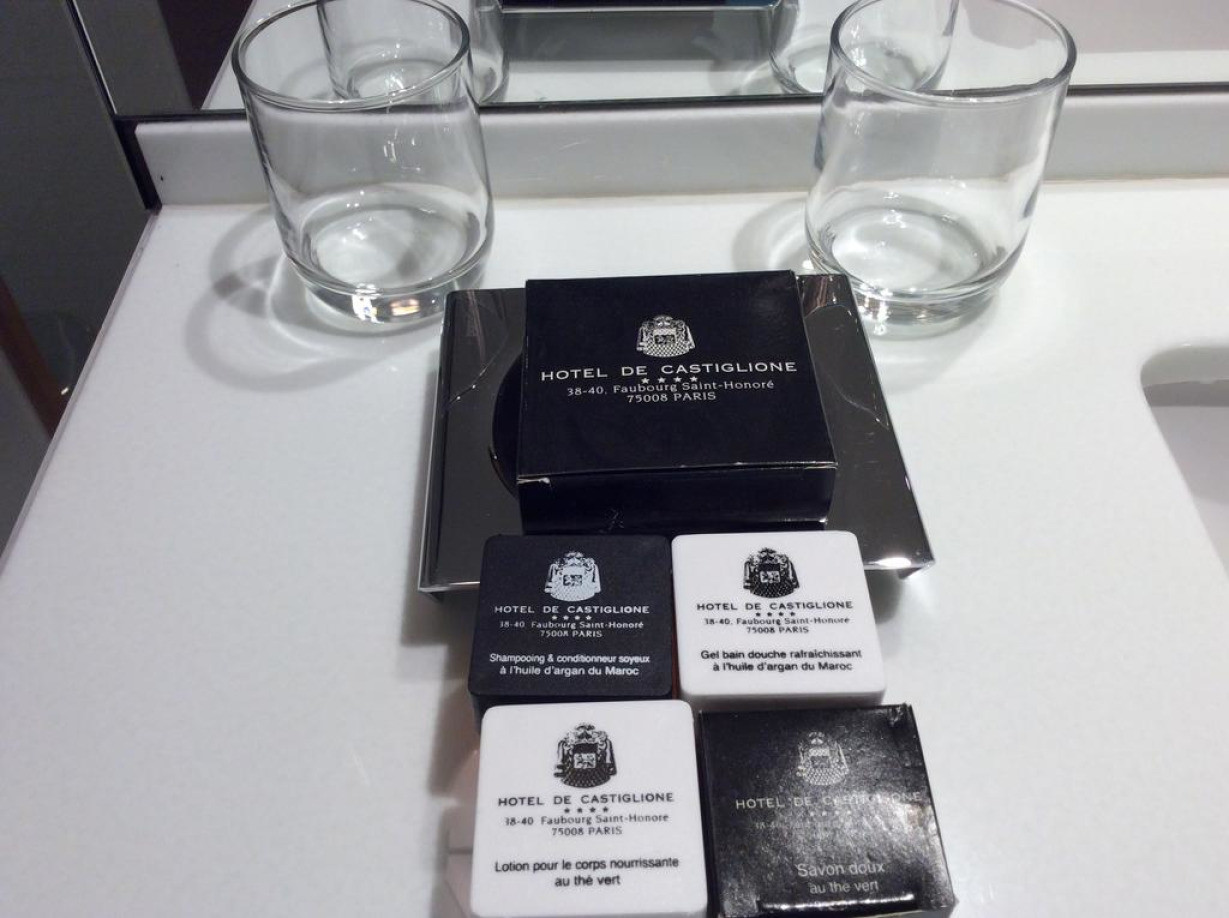 HOTEL DE CASTIGLIONE
★★★★
38-40, Faubourg Saint-Honoré
75008 PARIS
HOTEL DE CASTIGLIONE
★★★★
38-40, Faubourg Saint-Honoré
75008 PARIS
Shampooing & conditionneur soyeux
à l'huile d'argan du Maroc
HOTEL DE CASTIGLIONE
★★★★
38-40, Faubourg Saint-Honoré
75008 PARIS
Gel bain douche rafraîchissant
à l'huile d'argan du Maroc
HOTEL DE CASTIGLIONE
★★★★
38-40 Faubourg Saint-Honoré
75008 PARIS
Lotion pour le corps nourrissante
au thé vert
HOTEL DE CASTIGLIONE
Savon doux
au thé vert